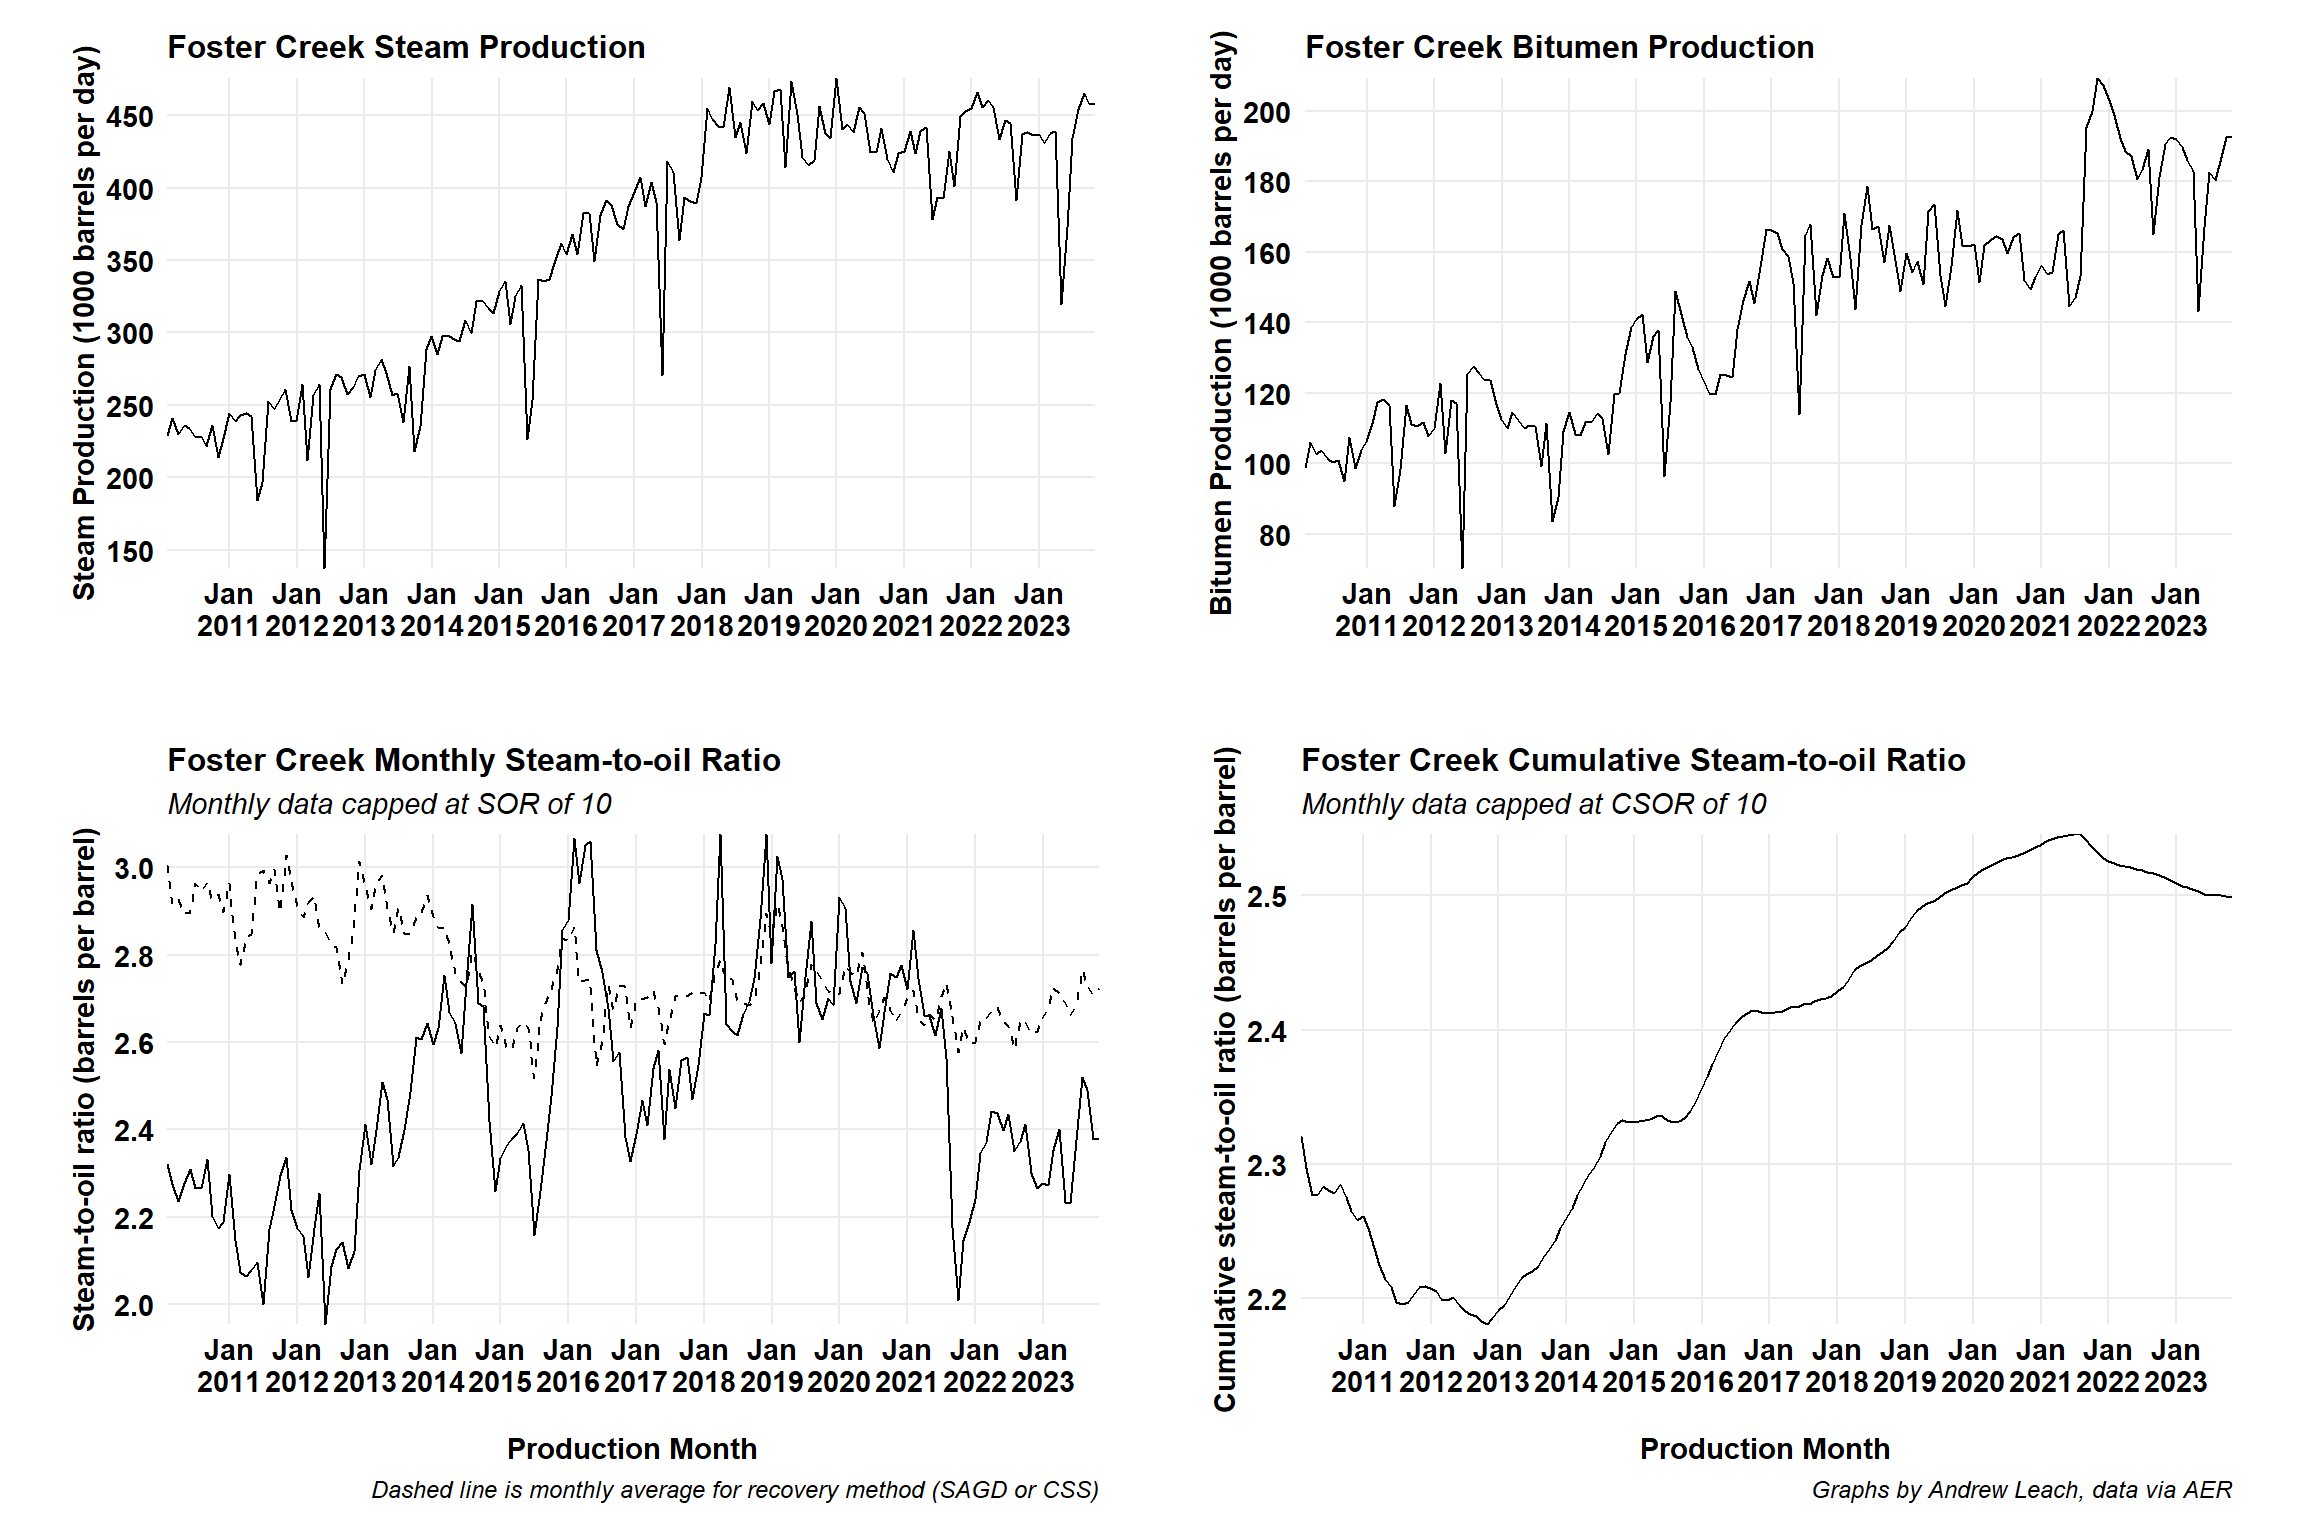 Foster Creek Steam Production
Steam Production (1000 barrels per day)
450
400
350
300
250
200
150
Jan Jan Jan Jan Jan Jan Jan Jan Jan Jan Jan Jan Jan
2011 2012 2013 2014 2015 2016 2017 2018 2019 2020 2021 2022 2023
Foster Creek Bitumen Production
Bitumen Production (1000 barrels per day)
200
180
160
140
120
100
80
Jan Jan Jan Jan Jan Jan Jan Jan Jan Jan Jan Jan Jan
2011 2012 2013 2014 2015 2016 2017 2018 2019 2020 2021 2022 2023
Foster Creek Monthly Steam-to-oil Ratio
Monthly data capped at SOR of 10
Steam-to-oil ratio (barrels per barrel)
3.0
2.8
2.6
2.4
2.2
2.0
Jan Jan Jan Jan Jan Jan Jan Jan Jan Jan Jan Jan Jan
2011 2012 2013 2014 2015 2016 2017 2018 2019 2020 2021 2022 2023
Production Month
Dashed line is monthly average for recovery method (SAGD or CSS)
Foster Creek Cumulative Steam-to-oil Ratio
Monthly data capped at CSOR of 10
Cumulative steam-to-oil ratio (barrels per barrel)
2.5
2.4
2.3
2.2
Jan Jan Jan Jan Jan Jan Jan Jan Jan Jan Jan Jan Jan
2011 2012 2013 2014 2015 2016 2017 2018 2019 2020 2021 2022 2023
Production Month
Graphs by Andrew Leach, data via AER